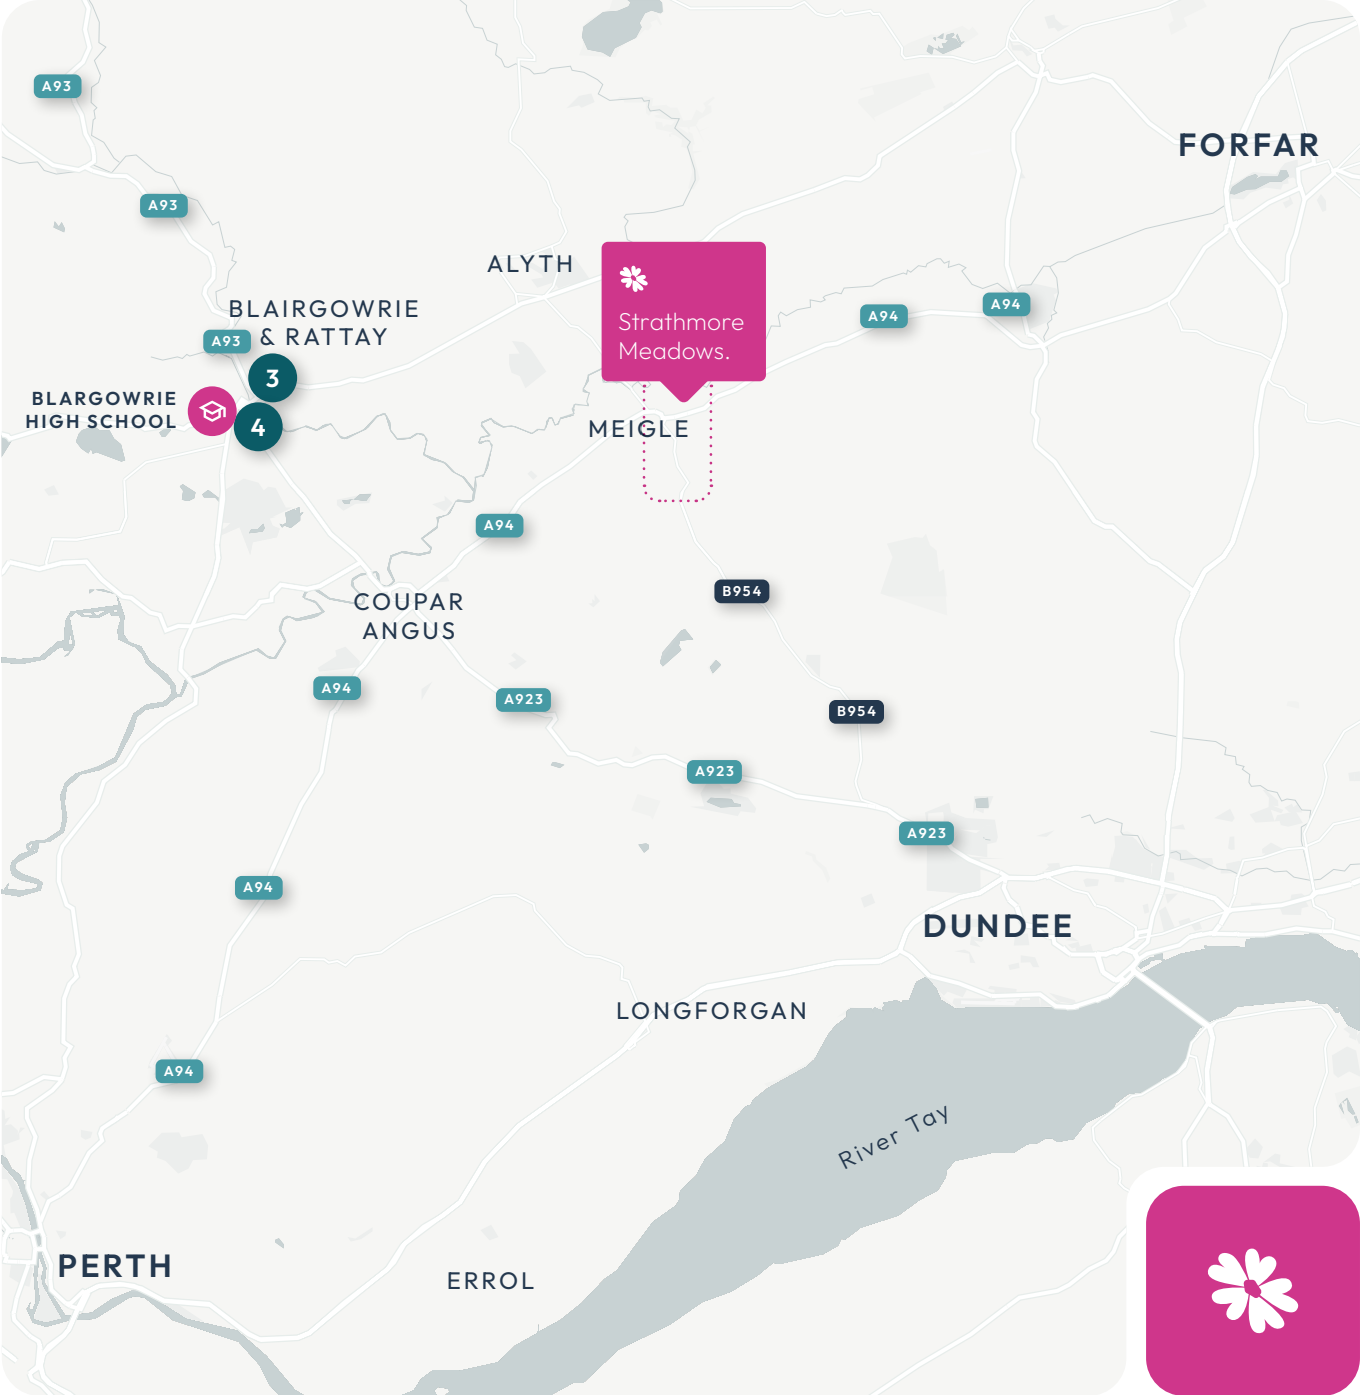 A93
FORFAR
A93
ALYTH
BLAIRGOWRIE
& RATTAY
A94
A94
Strathmore
Meadows.
A93
3
BLARGOWRIE
HIGH SCHOOL
4
MEIGLE
A94
B954
COUPAR
ANGUS
A94
A923
B954
A923
A923
A94
DUNDEE
LONGFORGAN
A94
River Tay
PERTH
ERROL